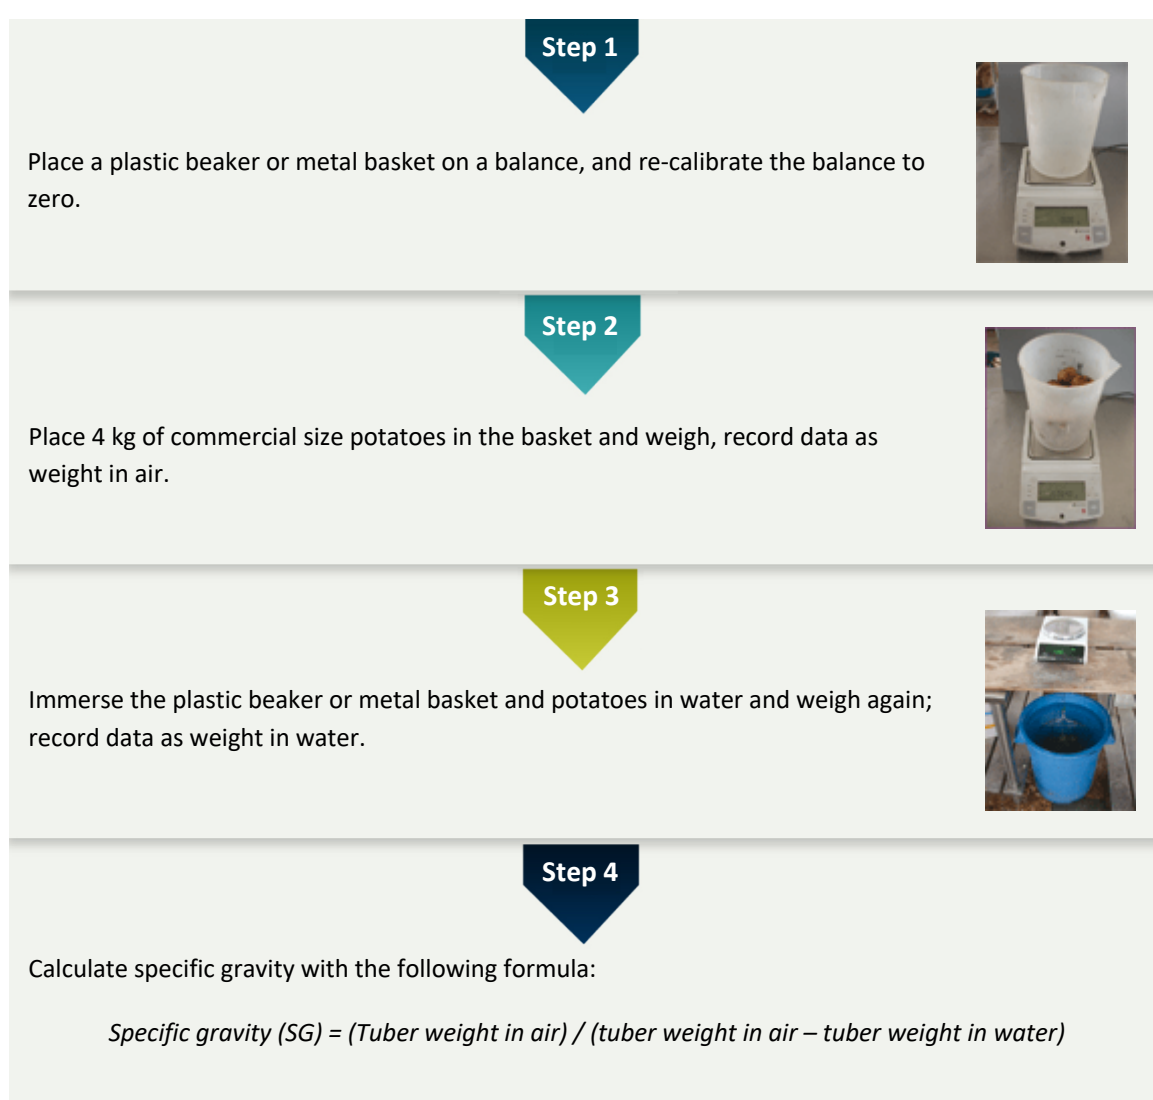 Step 1
Place a plastic beaker or metal basket on a balance, and re-calibrate the balance to
zero.
Step 2
Place 4 kg of commercial size potatoes in the basket and weigh, record data as
weight in air.
Step 3
Immerse the plastic beaker or metal basket and potatoes in water and weigh again;
record data as weight in water.
Step 4
Calculate specific gravity with the following formula:
Specific gravity (SG) = (Tuber weight in air) / (tuber weight in air – tuber weight in water)